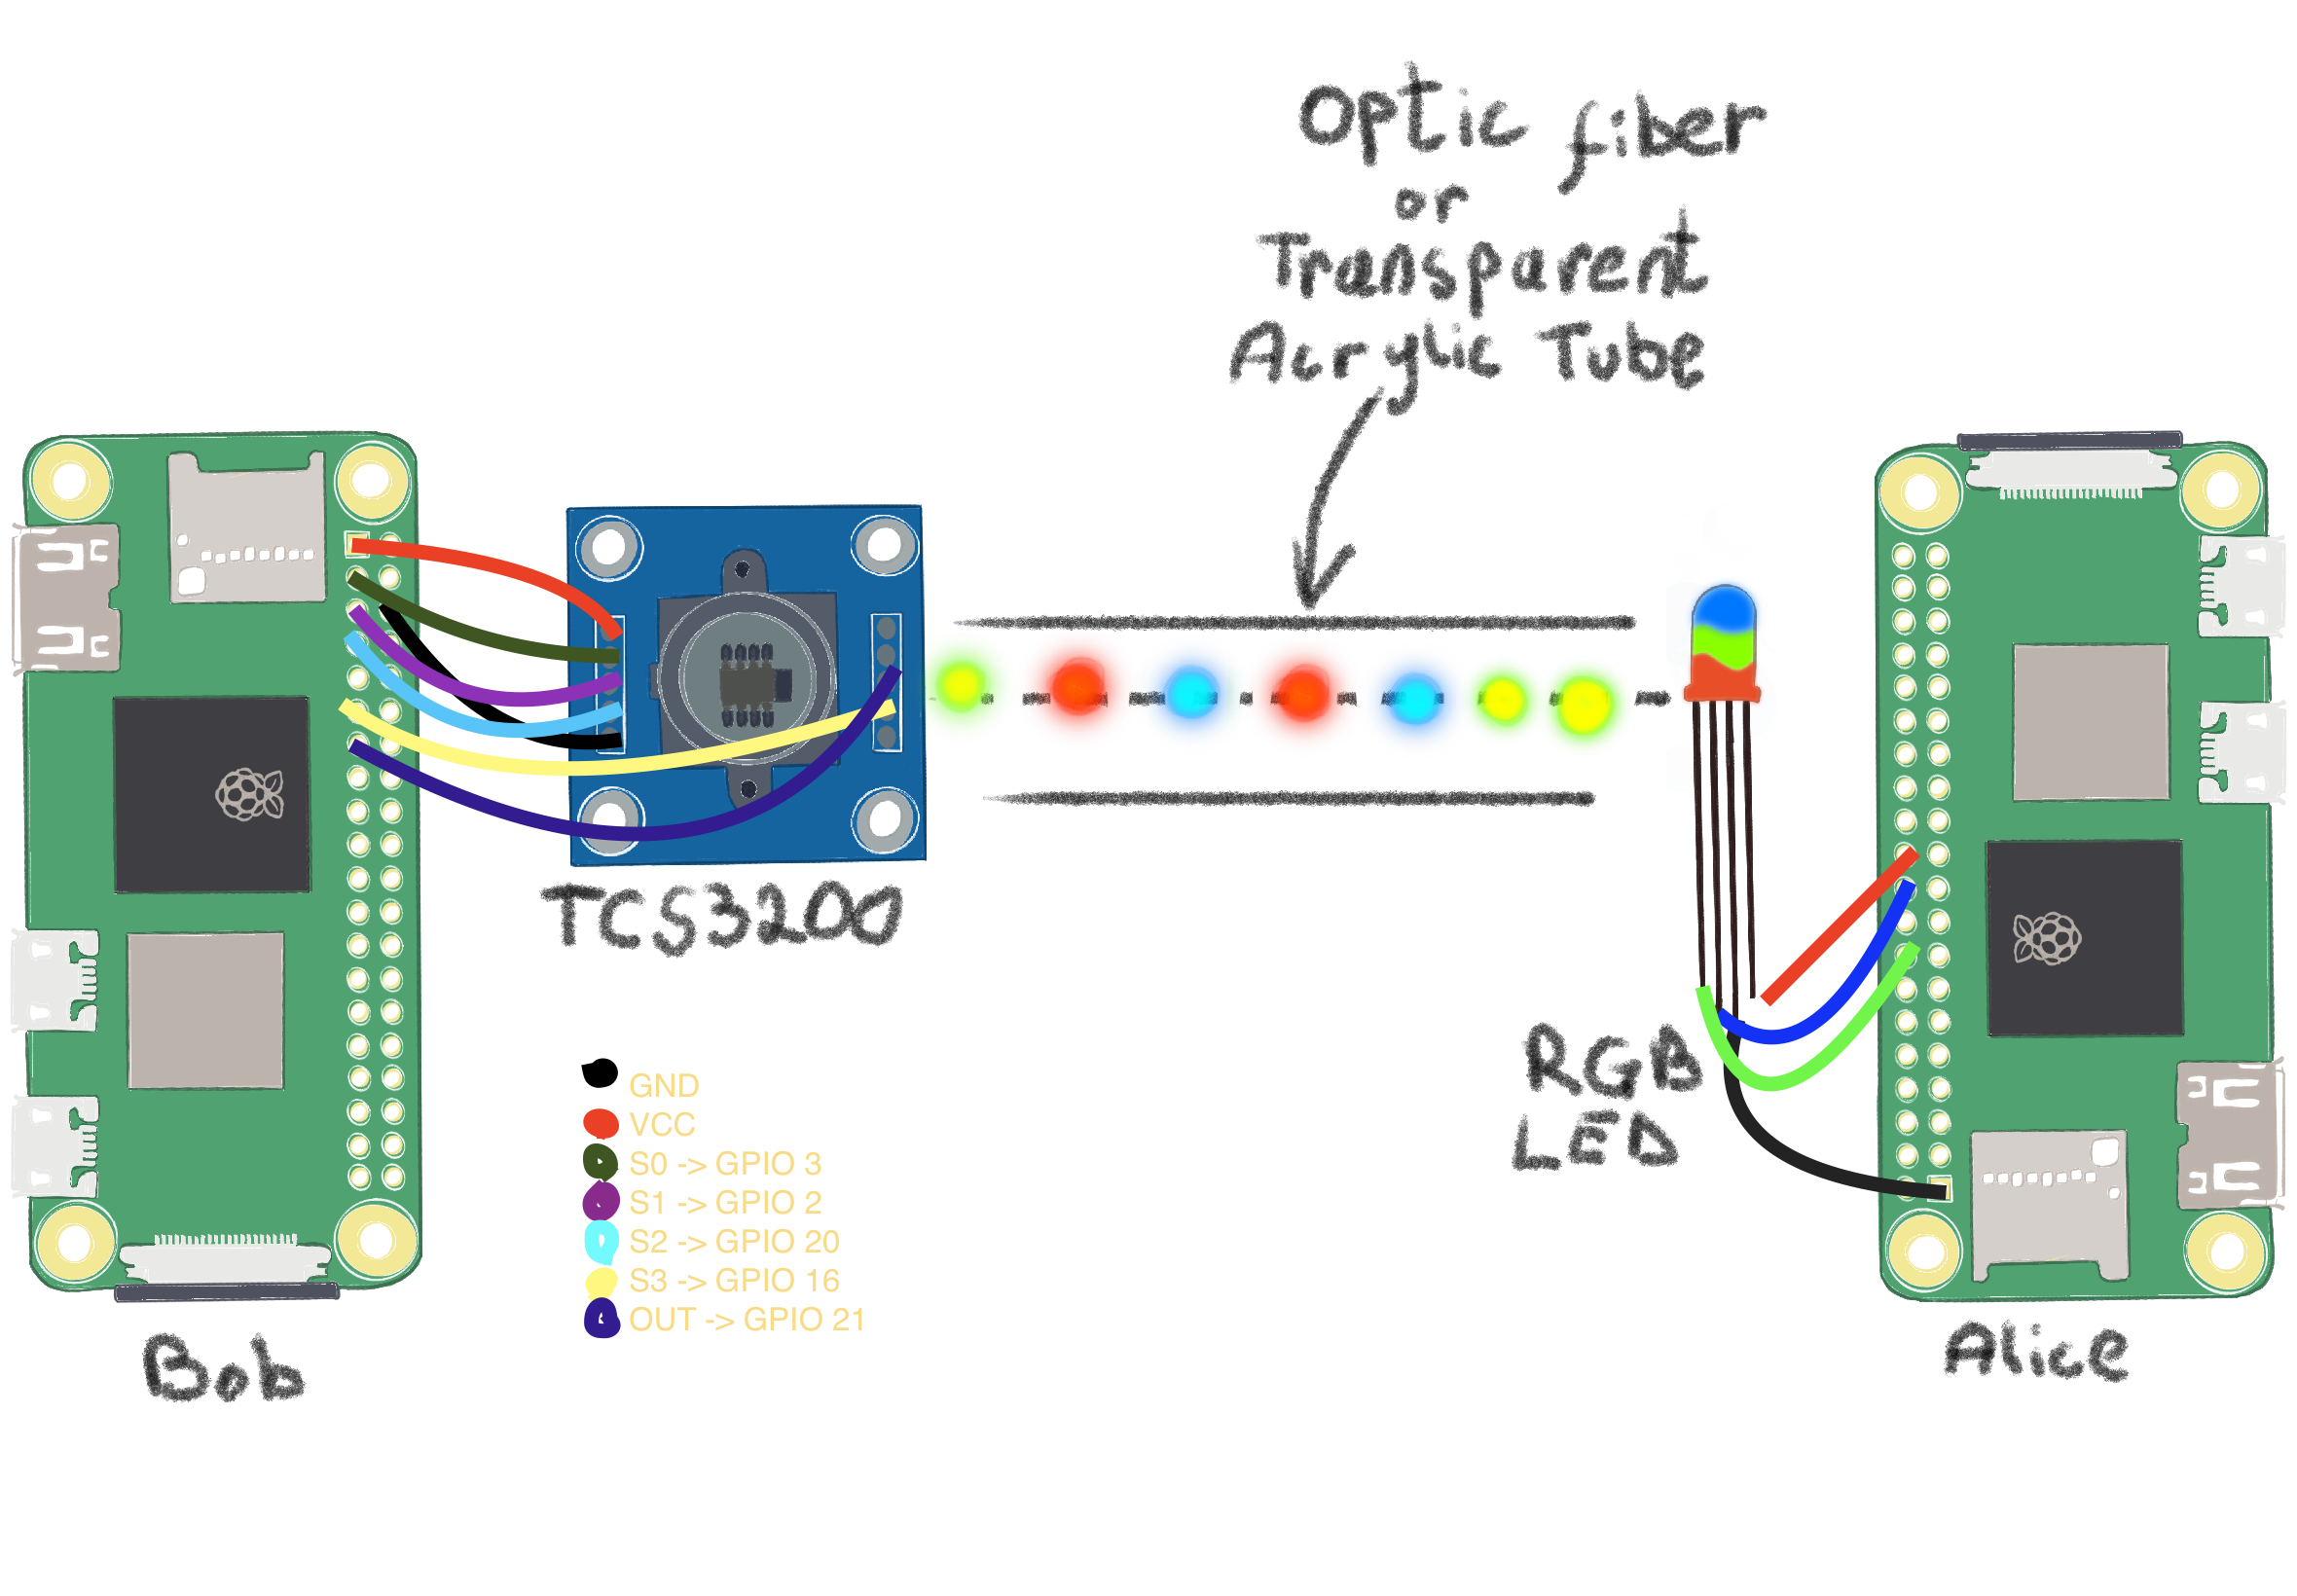 Optic fiber
or
Transparent
Acrylic Tube
TCS3200
GND
VCC
S0 -> GPIO 3
S1 -> GPIO 2
S2 -> GPIO 20
S3 -> GPIO 16
OUT -> GPIO 21
RGB
LED
Bob
Alice